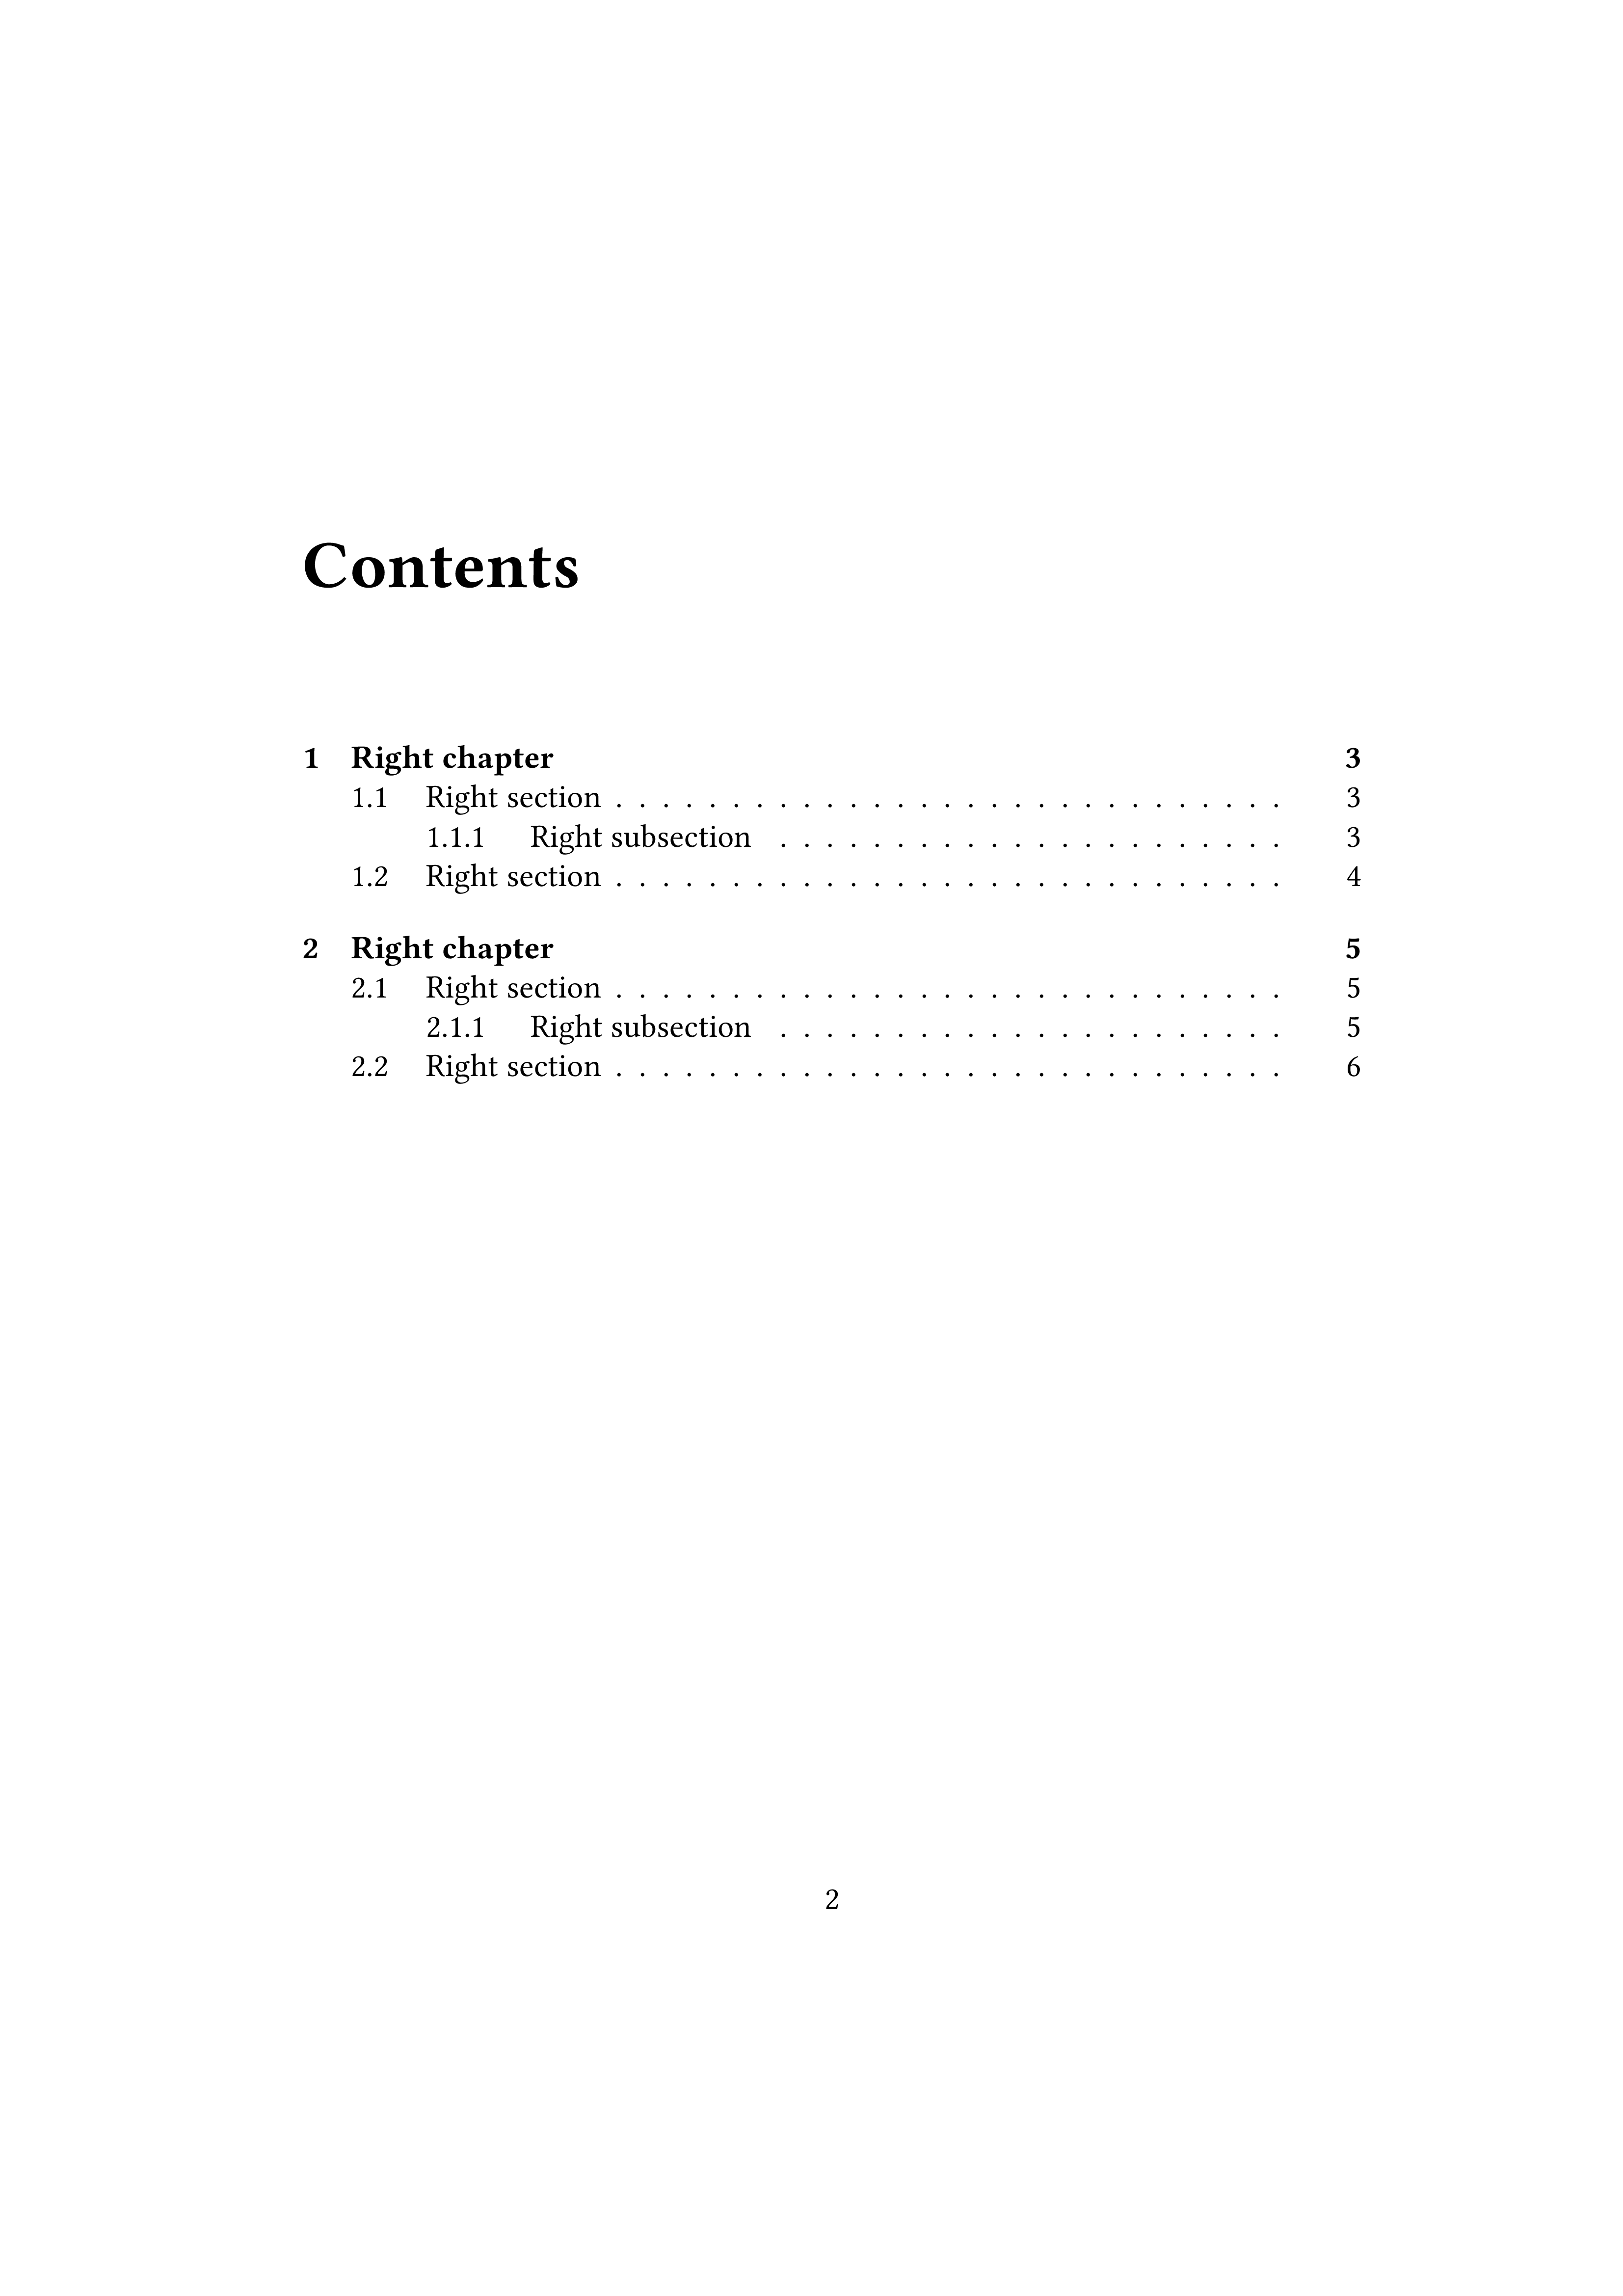 Contents
1 Right chapter 3
1.1 Right section . . . . . . . . . . . . . . . . . . . . . . . . . . . . . 3
1.1.1 Right subsection . . . . . . . . . . . . . . . . . . . . . . 3
1.2 Right section . . . . . . . . . . . . . . . . . . . . . . . . . . . . . 4
2 Right chapter 5
2.1 Right section . . . . . . . . . . . . . . . . . . . . . . . . . . . . . 5
2.1.1 Right subsection . . . . . . . . . . . . . . . . . . . . . . 5
2.2 Right section . . . . . . . . . . . . . . . . . . . . . . . . . . . . . 6
2